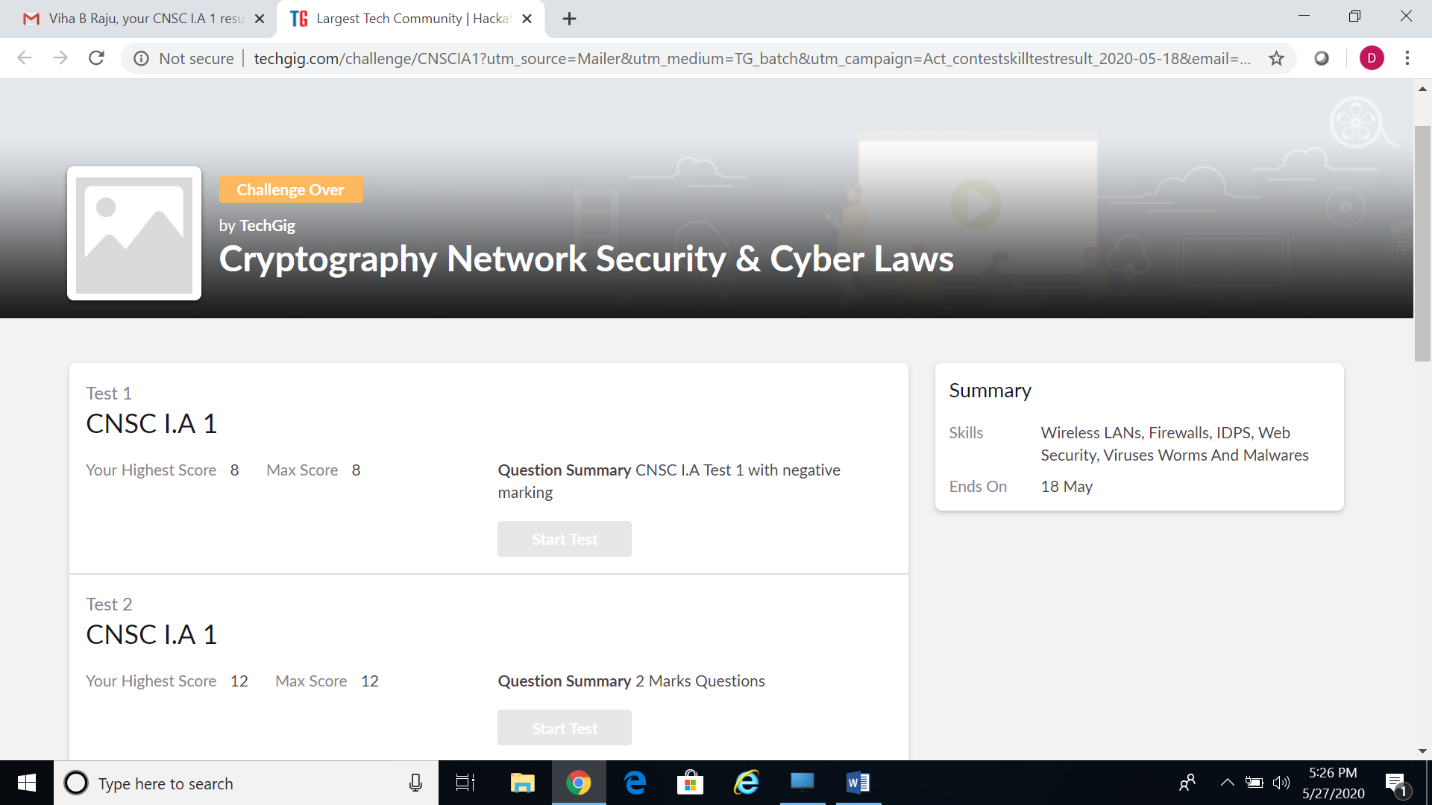 Viha B Raju, your CNSC I.A 1 resu
TG Largest Tech Community | Hackat
Not secure | techgig.com/challenge/CNSCIA1?utm_source=Mailer&utm_medium=TG_batch&utm_campaign=Act_contestskilltestresult_2020-05-18&email=...
D
Challenge Over
by TechGig
Cryptography Network Security & Cyber Laws
Test 1
CNSC I.A 1
Your Highest Score 8 Max Score 8
Question Summary CNSC I.A Test 1 with negative
marking
Start Test
Test 2
CNSC I.A 1
Your Highest Score 12 Max Score 12
Question Summary 2 Marks Questions
Start Test
Summary
Skills Wireless LANs, Firewalls, IDPS, Web
Security, Viruses Worms And Malwares
Ends On 18 May
Type here to search
5:26 PM
5/27/2020
1